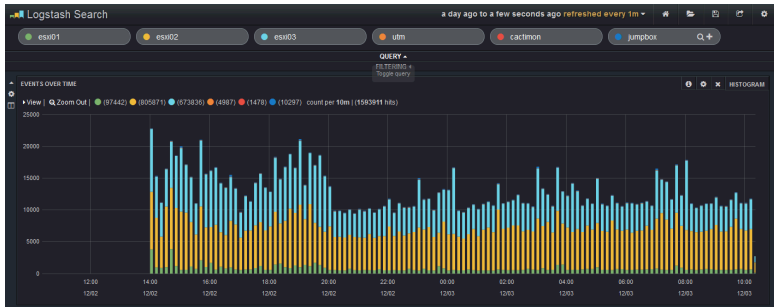 Logstash Search
a day ago to a few seconds ago refreshed every 1m
esxi01 esxi02 esxi03 utm cactimon jumpbox
QUERY
FILTERING
Toggle query
EVENTS OVER TIME
HISTOGRAM
View | Zoom Out | (97442) (805871) (673836) (4987) (1478) (10297) count per 10m | (1593911 hits)
25000
20000
15000
10000
5000
0
12:00 14:00 16:00 18:00 20:00 22:00 00:00 02:00 04:00 06:00 08:00 10:00
12/02 12/02 12/02 12/02 12/02 12/02 12/03 12/03 12/03 12/03 12/03 12/03